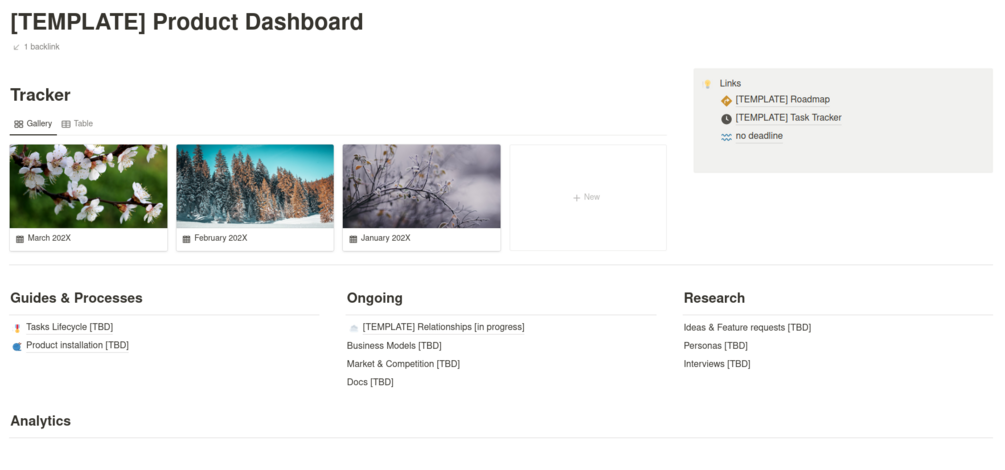 [TEMPLATE] Product Dashboard
1 backlink
Tracker
Gallery Table
March 202X
February 202X
January 202X
New
Links
[TEMPLATE] Roadmap
[TEMPLATE] Task Tracker
no deadline
Guides & Processes
Tasks Lifecycle [TBD]
Product installation [TBD]
Ongoing
[TEMPLATE] Relationships [in progress]
Business Models [TBD]
Market & Competition [TBD]
Docs [TBD]
Research
Ideas & Feature requests [TBD]
Personas [TBD]
Interviews [TBD]
Analytics